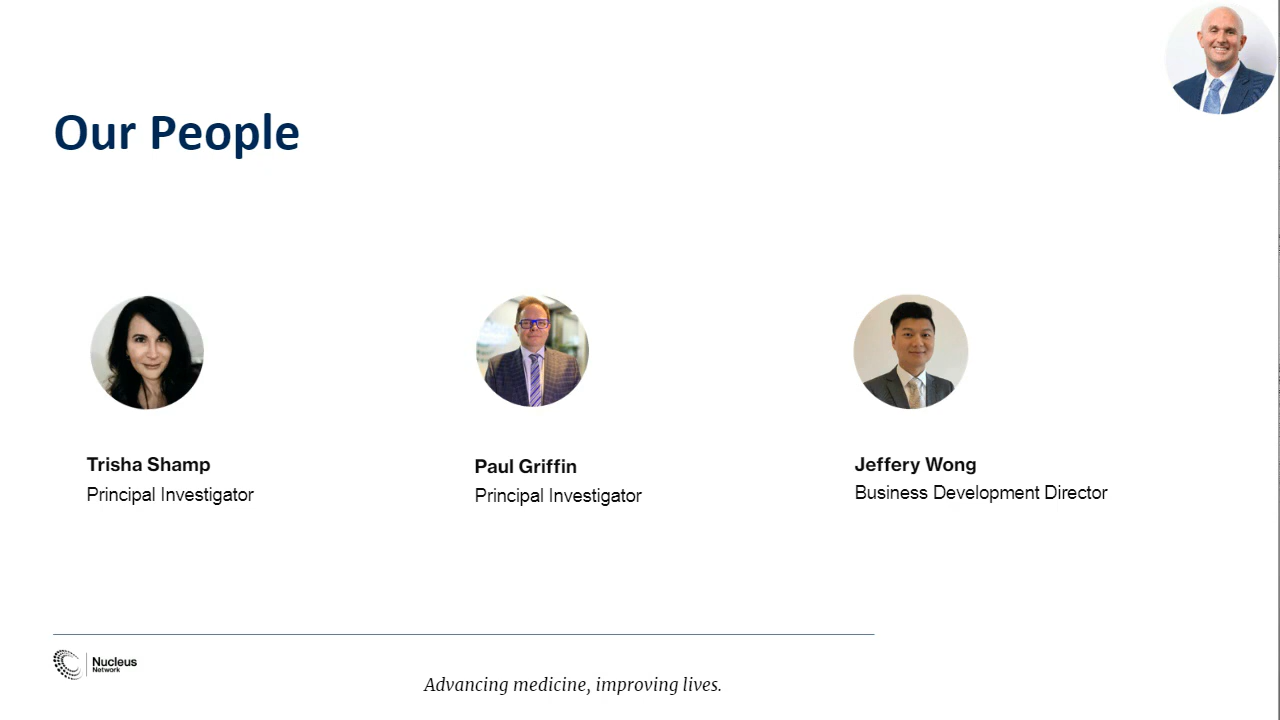 Our People
Trisha Shamp
Principal Investigator
Paul Griffin
Principal Investigator
Jeffery Wong
Business Development Director
Nucleus
Network
Advancing medicine, improving lives.